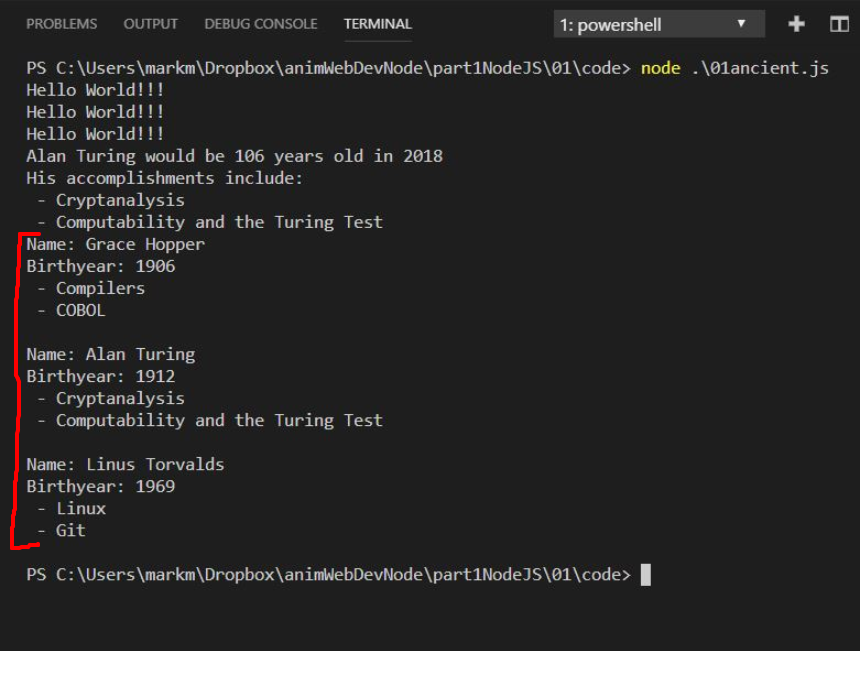 PROBLEMS OUTPUT DEBUG CONSOLE TERMINAL 1: powershell
PS C:\Users\markm\Dropbox\animWebDevNode\part1NodeJS\01\code> node .\01ancient.js
Hello World!!!
Hello World!!!
Hello World!!!
Alan Turing would be 106 years old in 2018
His accomplishments include:
 - Cryptanalysis
 - Computability and the Turing Test
Name: Grace Hopper
Birthyear: 1906
 - Compilers
 - COBOL
Name: Alan Turing
Birthyear: 1912
 - Cryptanalysis
 - Computability and the Turing Test
Name: Linus Torvalds
Birthyear: 1969
 - Linux
 - Git
PS C:\Users\markm\Dropbox\animWebDevNode\part1NodeJS\01\code>